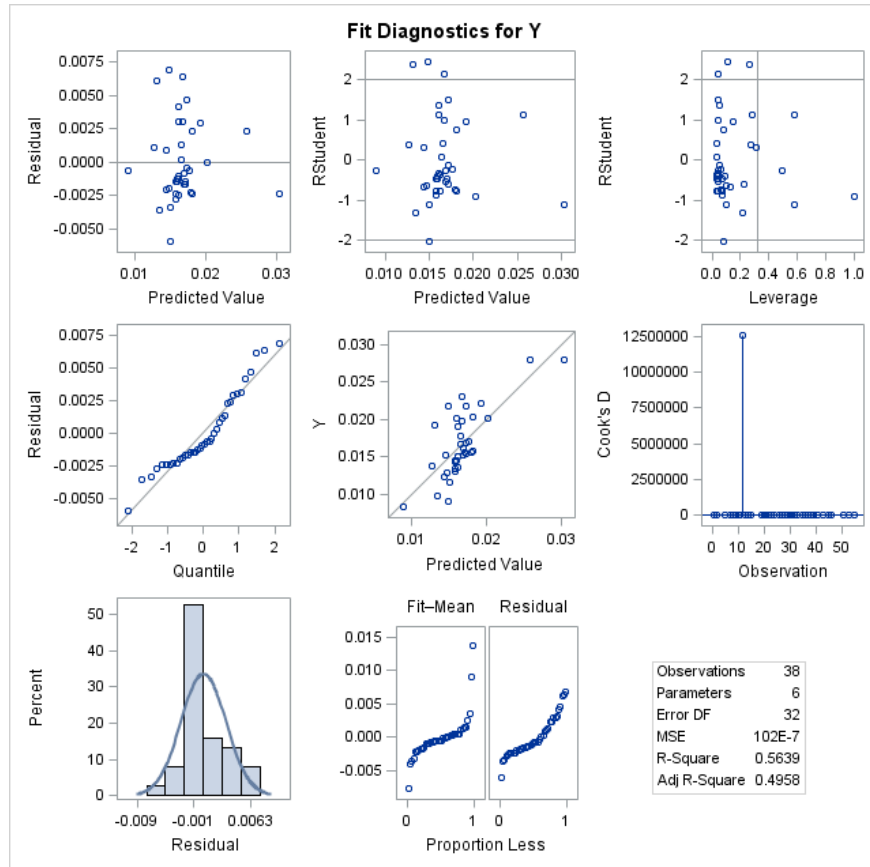 Fit Diagnostics for Y
Residual
0.0075
0.0050
0.0025
0.0000
-0.0025
-0.0050
0.01 0.02 0.03
Predicted Value
RStudent
2
1
0
-1
-2
0.010 0.015 0.020 0.025 0.030
Predicted Value
RStudent
2
1
0
-1
-2
0.0 0.2 0.4 0.6 0.8 1.0
Leverage
Residual
0.0075
0.0050
0.0025
0.0000
-0.0025
-0.0050
-2 -1 0 1 2
Quantile
Y
0.030
0.025
0.020
0.015
0.010
0.01 0.02 0.03
Predicted Value
Cook's D
12500000
10000000
7500000
5000000
2500000
0
0 10 20 30 40 50
Observation
Percent
50
40
30
20
10
0
-0.009 -0.001 0.0063
Residual
Fit–Mean Residual
0.015
0.010
0.005
0.000
-0.005
0 1 0 1
Proportion Less
Observations 38
Parameters 6
Error DF 32
MSE 102E-7
R-Square 0.5639
Adj R-Square 0.4958